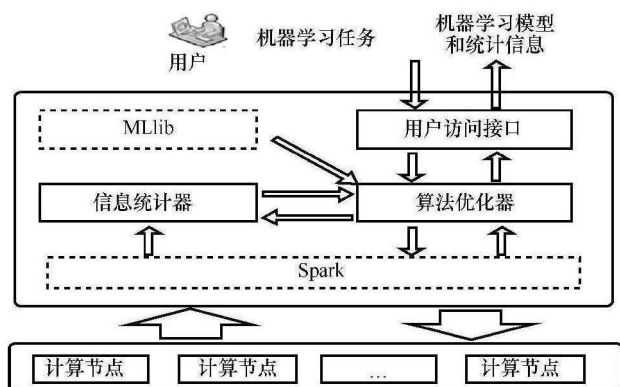 用户
机器学习任务
机器学习模型
和统计信息
MLlib
用户访问接口
信息统计器
算法优化器
Spark
计算节点
计算节点
...
计算节点